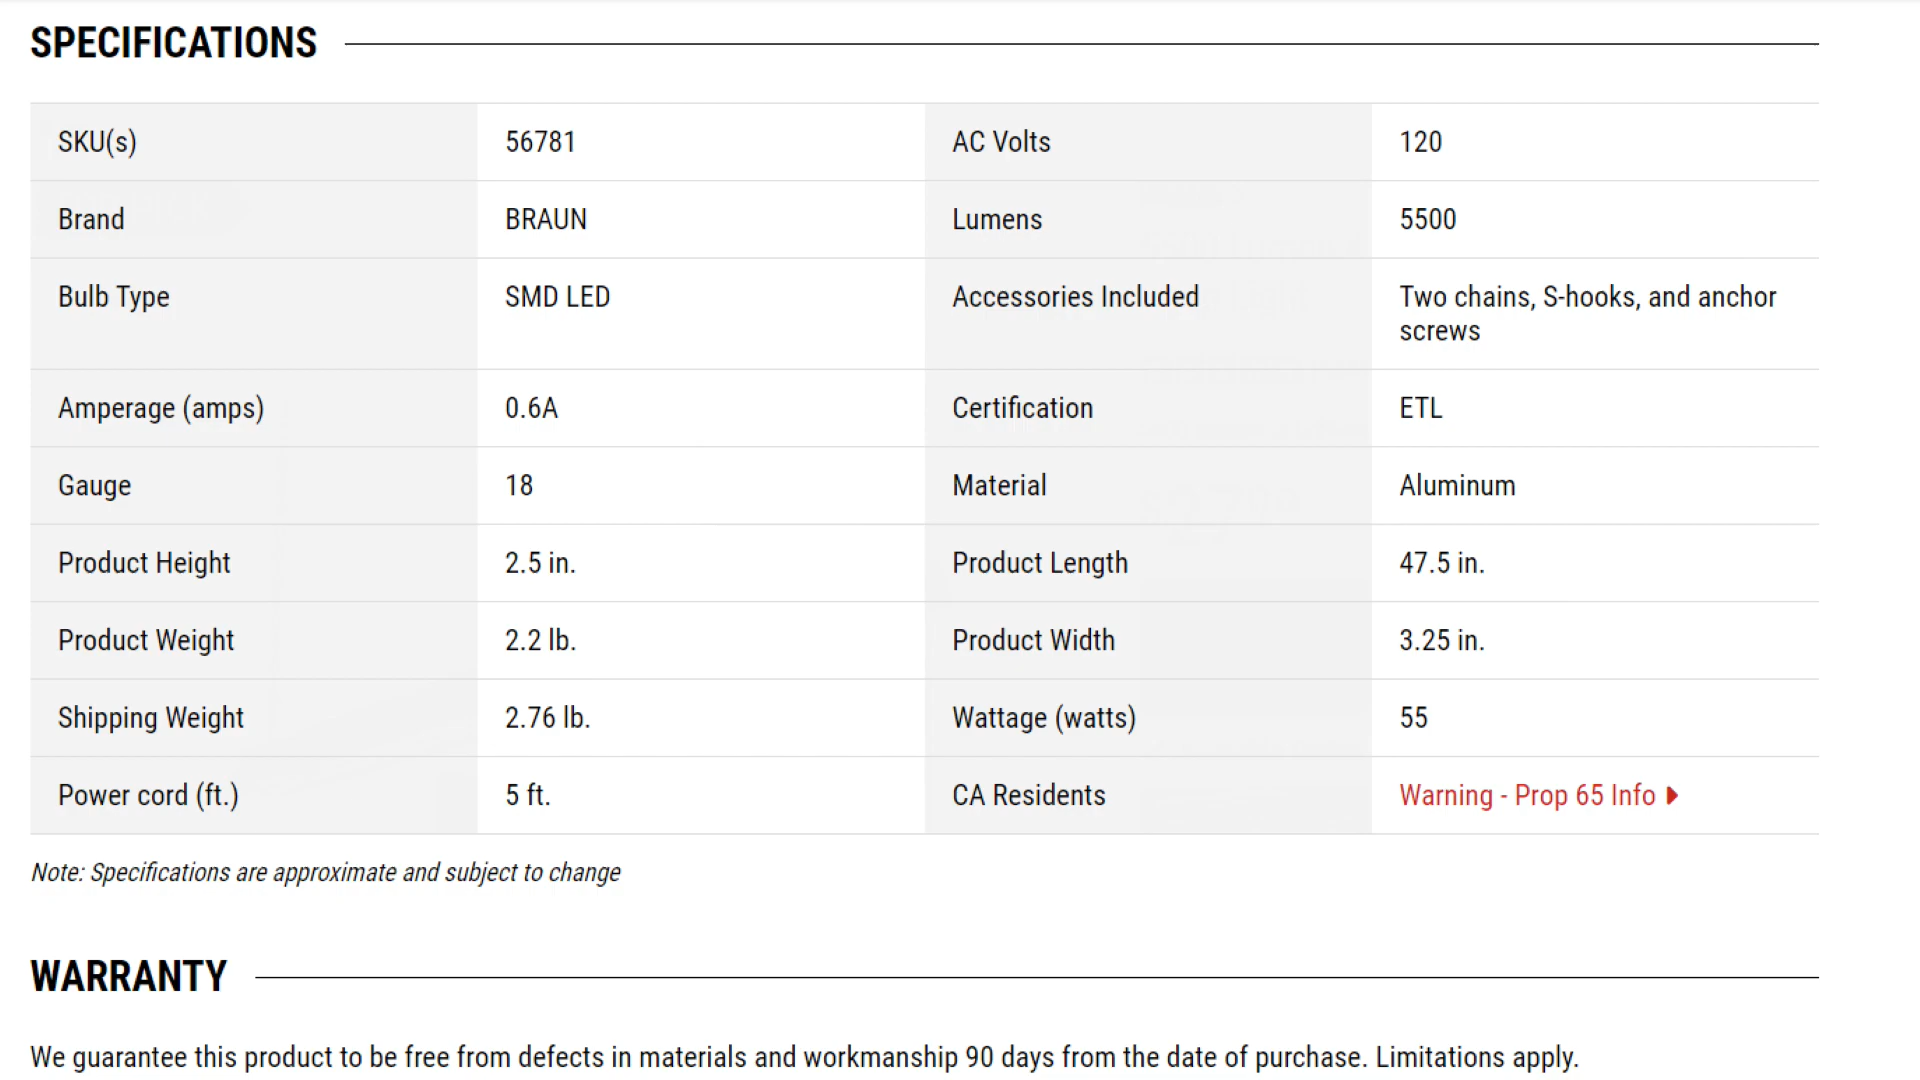 SPECIFICATIONS
SKU(s) 56781 AC Volts 120
Brand BRAUN Lumens 5500
Bulb Type SMD LED Accessories Included Two chains, S-hooks, and anchor
screws
Amperage (amps) 0.6A Certification ETL
Gauge 18 Material Aluminum
Product Height 2.5 in. Product Length 47.5 in.
Product Weight 2.2 lb. Product Width 3.25 in.
Shipping Weight 2.76 lb. Wattage (watts) 55
Power cord (ft.) 5 ft. CA Residents Warning - Prop 65 Info
Note: Specifications are approximate and subject to change
WARRANTY
We guarantee this product to be free from defects in materials and workmanship 90 days from the date of purchase. Limitations apply.